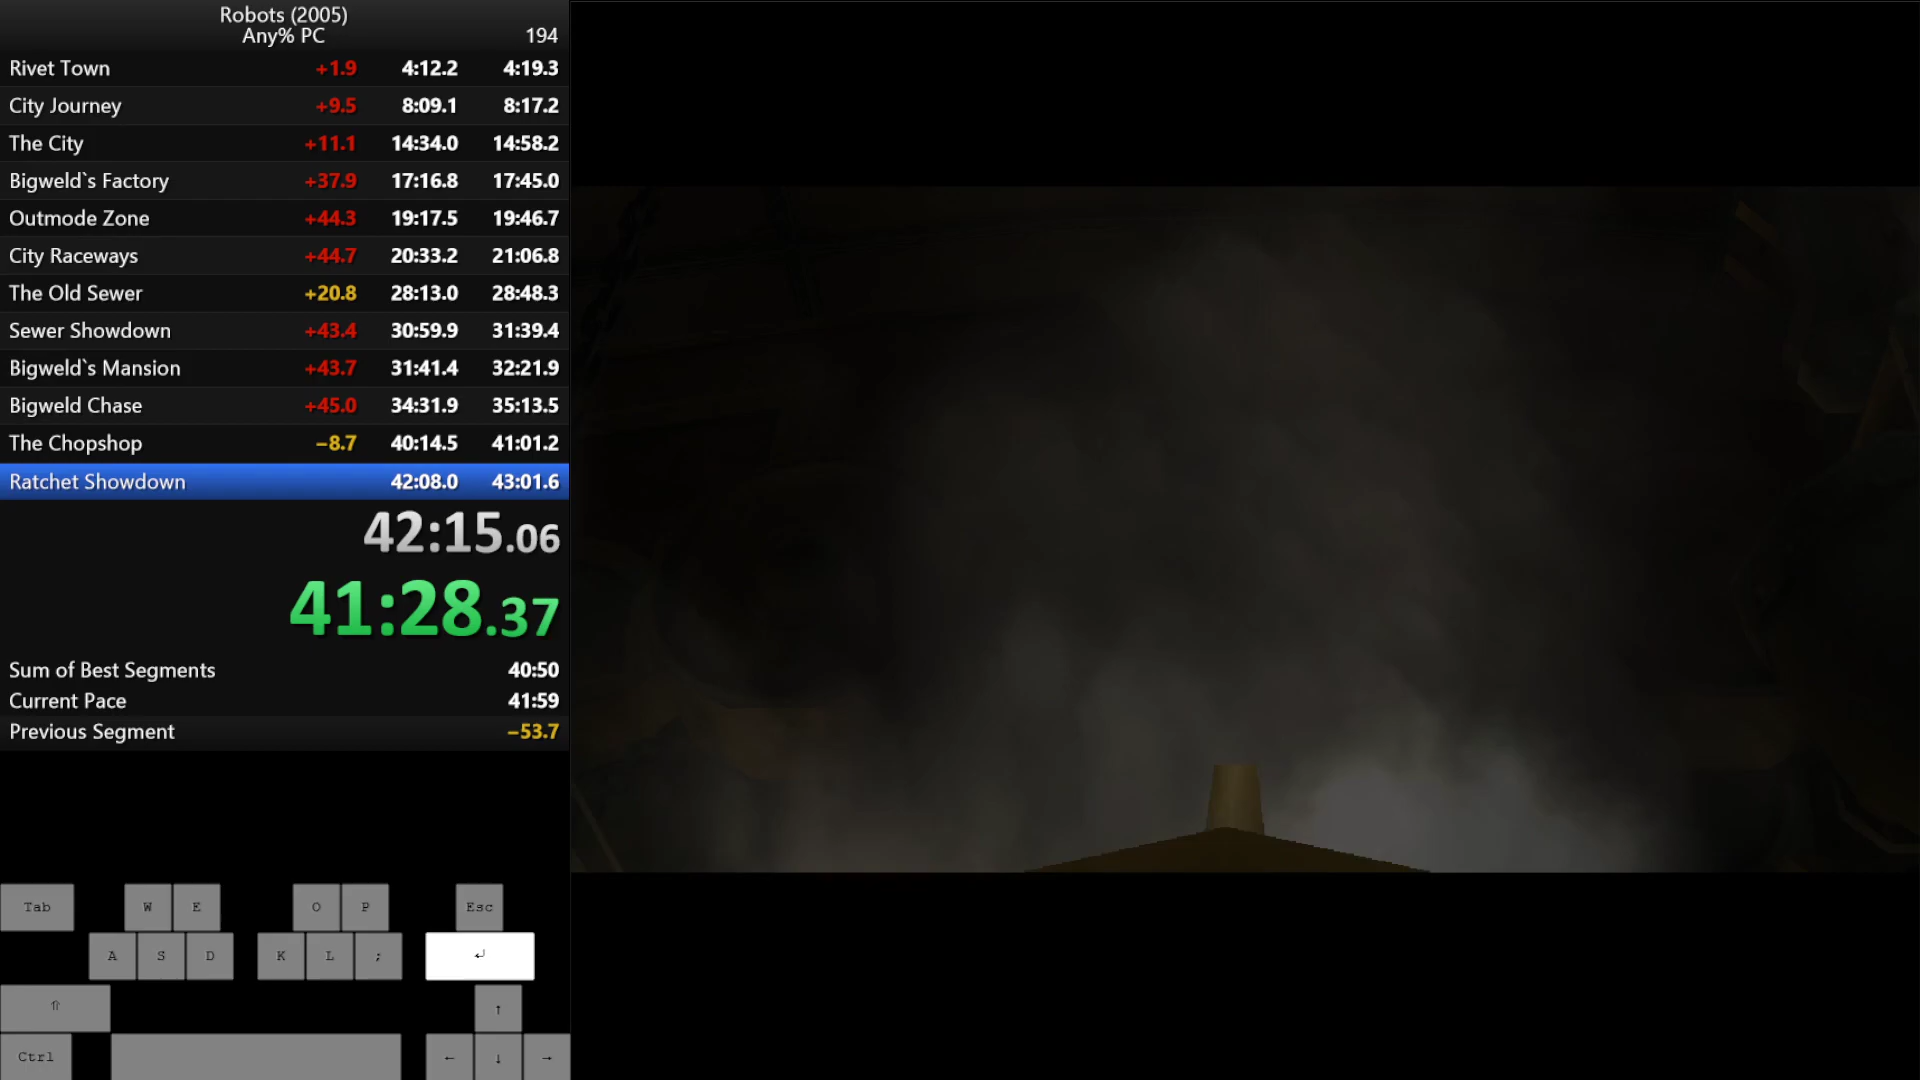 Robots (2005)
Any% PC 194
Rivet Town +1.9 4:12.2 4:19.3
City Journey +9.5 8:09.1 8:17.2
The City +11.1 14:34.0 14:58.2
Bigweld`s Factory +37.9 17:16.8 17:45.0
Outmode Zone +44.3 19:17.5 19:46.7
City Raceways +44.7 20:33.2 21:06.8
The Old Sewer +20.8 28:13.0 28:48.3
Sewer Showdown +43.4 30:59.9 31:39.4
Bigweld`s Mansion +43.7 31:41.4 32:21.9
Bigweld Chase +45.0 34:31.9 35:13.5
The Chopshop −8.7 40:14.5 41:01.2
Ratchet Showdown 42:08.0 43:01.6
42:15.06
41:28.37
Sum of Best Segments 40:50
Current Pace 41:59
Previous Segment −53.7
Tab W E O P Esc
A S D K L ; ↵
⇧ ↑
Ctrl ← ↓ →